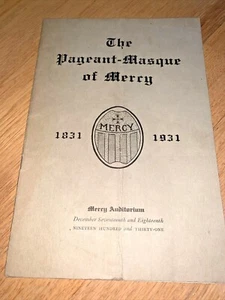 The
Pageant-Masque
of Mercy
1831 1931
MERCY
Mercy Auditorium
December Seventeenth and Eighteenth
NINETEEN HUNDRED and THIRTY-ONE